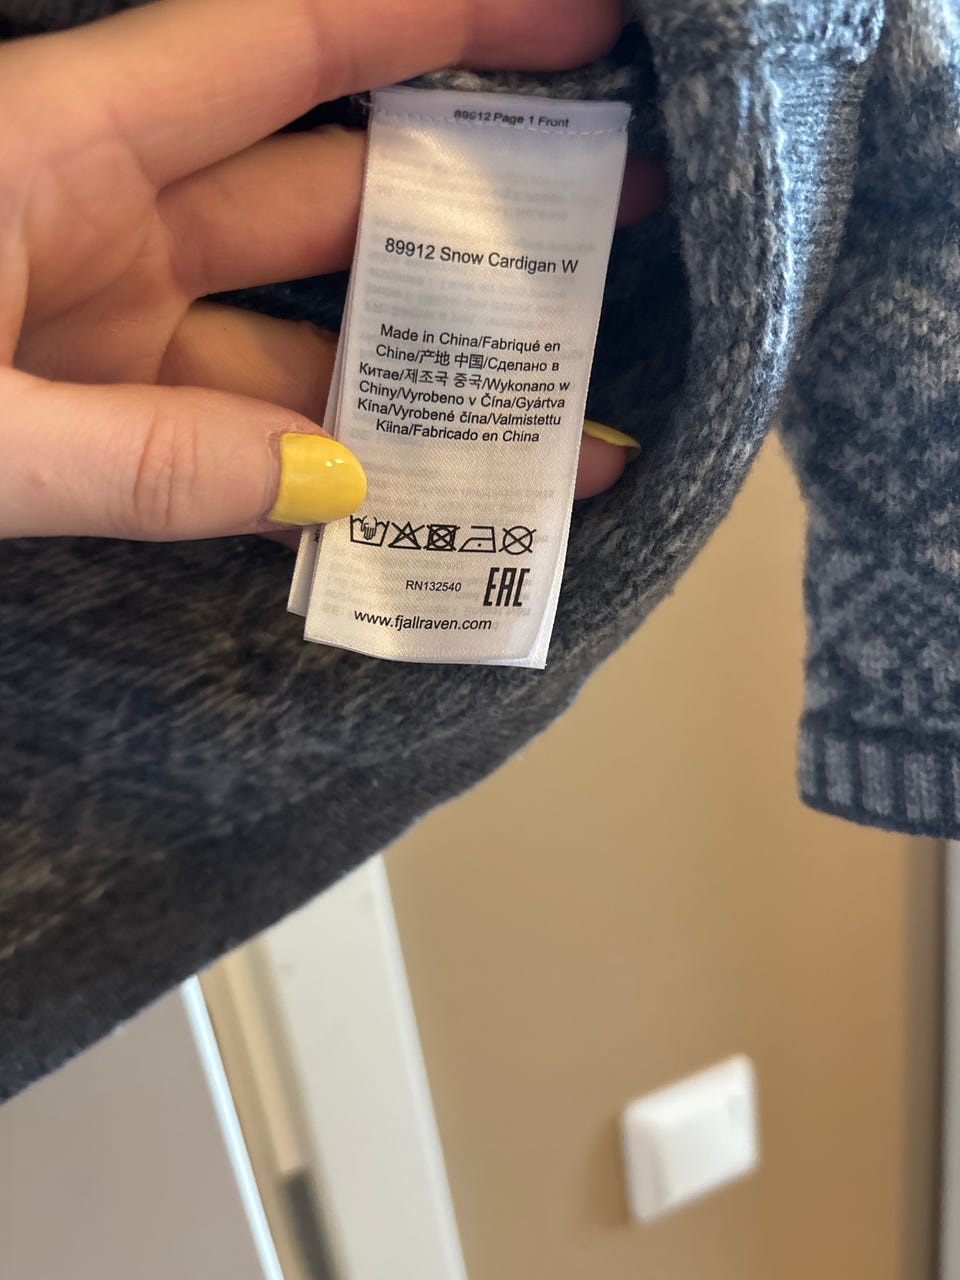 89912 Page 1 Front
89912 Snow Cardigan W
Made in China/Fabriqué en
Chine/产地 中国/Сделано в
Китае/제조국 중국/Wykonano w
Chiny/Vyrobeno v Čína/Gyártva
Kína/Vyrobené čína/Valmistettu
Kiina/Fabricado en China
RN132540
EAC
www.fjallraven.com